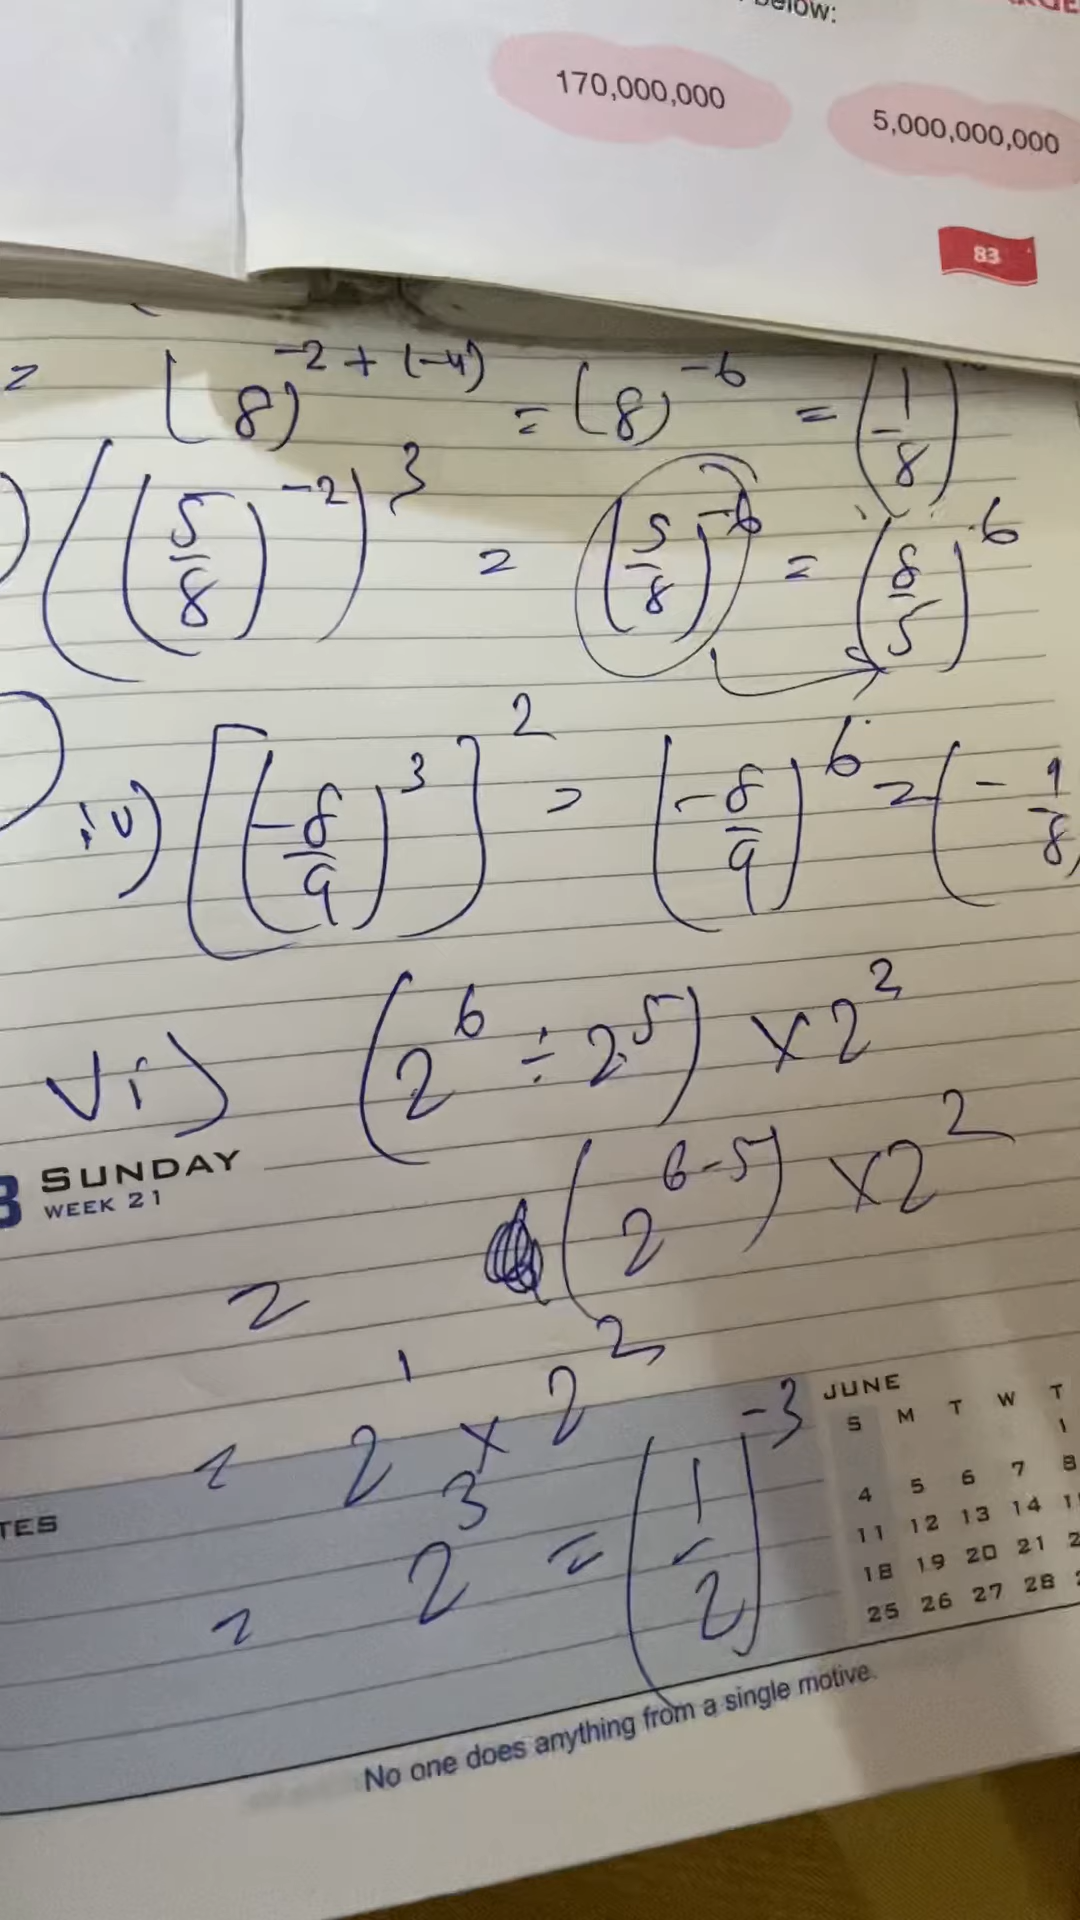 below:
170,000,000
5,000,000,000
83
= (8)^{-2 + (-4)} = (8)^{-6} = (1/8)
((5/8)^{-2})^3 = (5/8)^{-6} = (8/5)^6
iv) [(-8/9)^3]^2 = (-8/9)^6 = (-9/8)
vi) (2^6 ÷ 2^5) × 2^2
= (2^{6-5}) × 2^2
= 2^1 × 2^2
= 2^3 = (1/2)^{-3}
SUNDAY
WEEK 21
JUNE
S M T W T
1
4 5 6 7 8
11 12 13 14
18 19 20 21
25 26 27 28
No one does anything from a single motive.